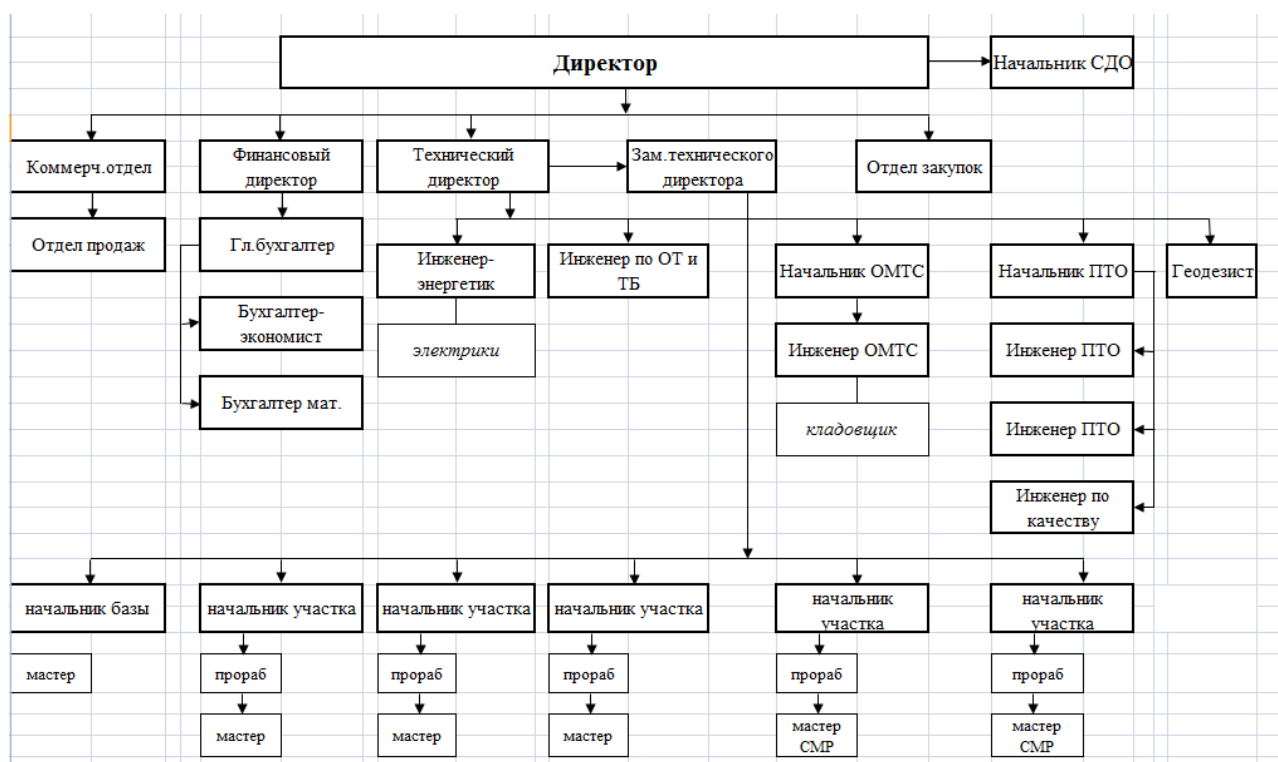 Директор
Начальник СДО
Коммерч.отдел
Финансовый
директор
Технический
директор
Зам.технического
директора
Отдел закупок
Отдел продаж
Гл.бухгалтер
Инженер-
энергетик
Инженер по ОТ и
ТБ
Начальник ОМТС
Начальник ПТО
Геодезист
Бухгалтер-
экономист
электрики
Инженер ОМТС
Инженер ПТО
Бухгалтер мат.
кладовщик
Инженер ПТО
Инженер по
качеству
начальник базы
начальник участка
начальник участка
начальник участка
начальник
участка
начальник
участка
мастер
прораб
прораб
прораб
прораб
прораб
мастер
мастер
мастер
мастер
СМР
мастер
СМР